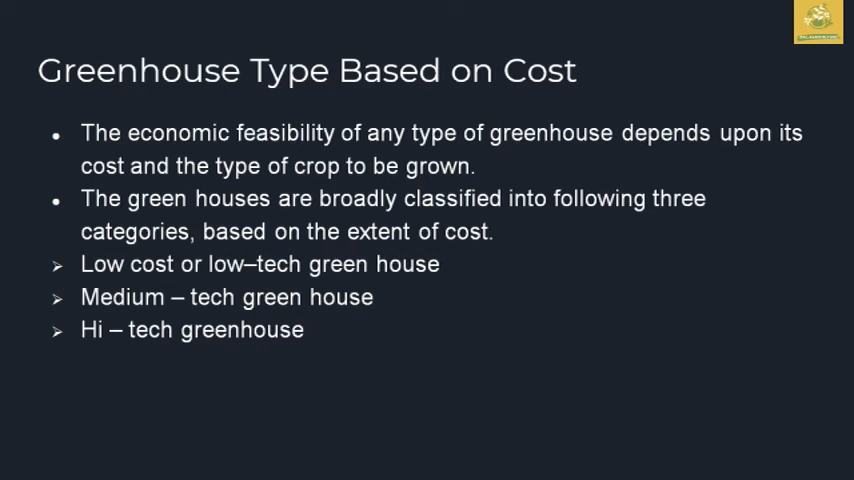 Greenhouse Type Based on Cost
● The economic feasibility of any type of greenhouse depends upon its
cost and the type of crop to be grown.
● The green houses are broadly classified into following three
categories, based on the extent of cost.
➢ Low cost or low–tech green house
➢ Medium – tech green house
➢ Hi – tech greenhouse